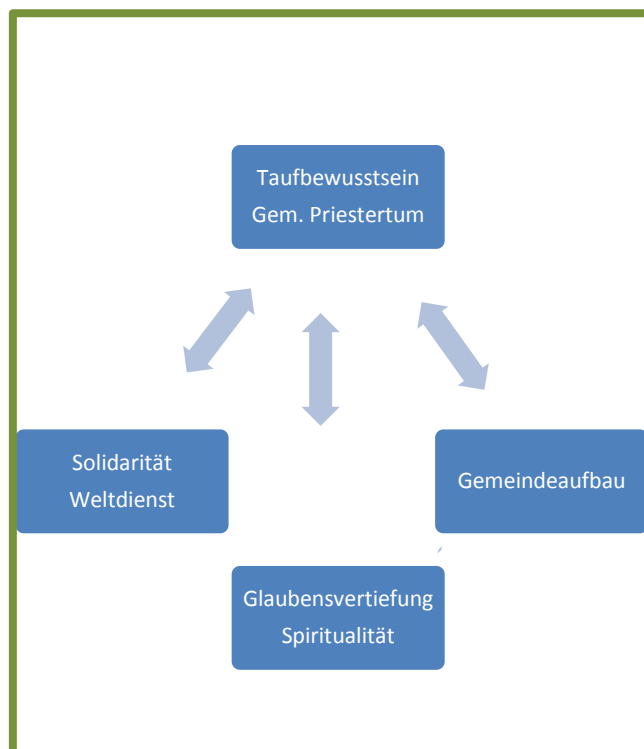 Taufbewusstsein
Gem. Priestertum
Solidarität
Weltdienst
Gemeindeaufbau
Glaubensvertiefung
Spiritualität